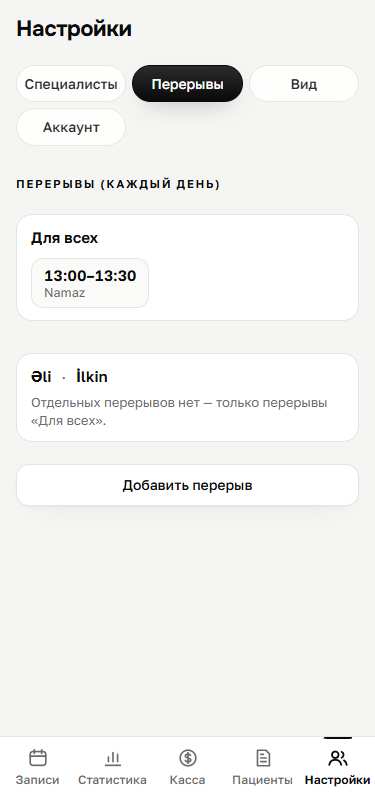 Настройки
Специалисты
Перерывы
Вид
Аккаунт
ПЕРЕРЫВЫ (КАЖДЫЙ ДЕНЬ)
Для всех
13:00–13:30
Namaz
Əli · İlkin
Отдельных перерывов нет — только перерывы
«Для всех».
Добавить перерыв
Записи
Статистика
Касса
Пациенты
Настройки